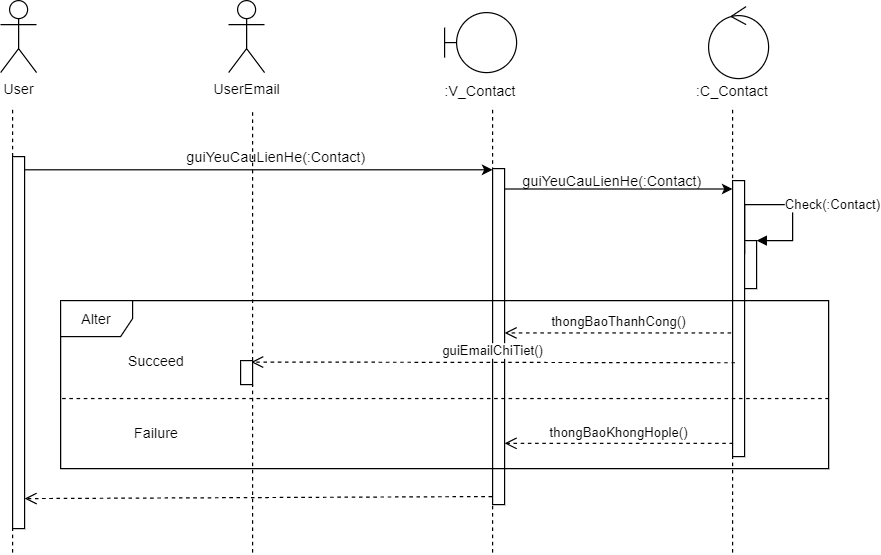 User
UserEmail
:V_Contact
:C_Contact
guiYeuCauLienHe(:Contact)
guiYeuCauLienHe(:Contact)
Check(:Contact)
Alter
thongBaoThanhCong()
guiEmailChiTiet()
Succeed
Failure
thongBaoKhongHople()